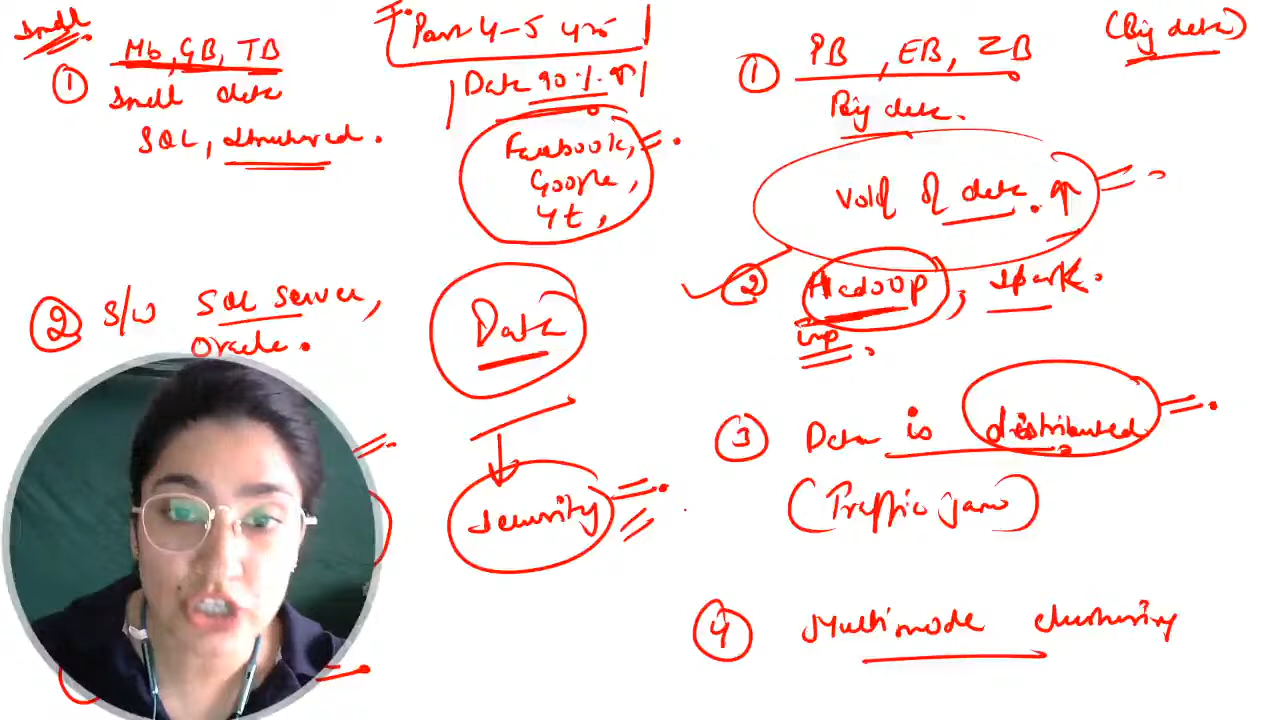 Small
Mb, GB, TB
① Small data
SQL, structured.
Past 4-5 yrs
Data 90%
Facebook,
Google,
Yt,
② S/W SQL Server,
Oracle.
Data
Security
(Big data)
① PB, EB, ZB
Big data.
of data.
② Hadoop, Spark.
imp
③ Data is distributed
(Traffic jam)
④ Multinode clustering